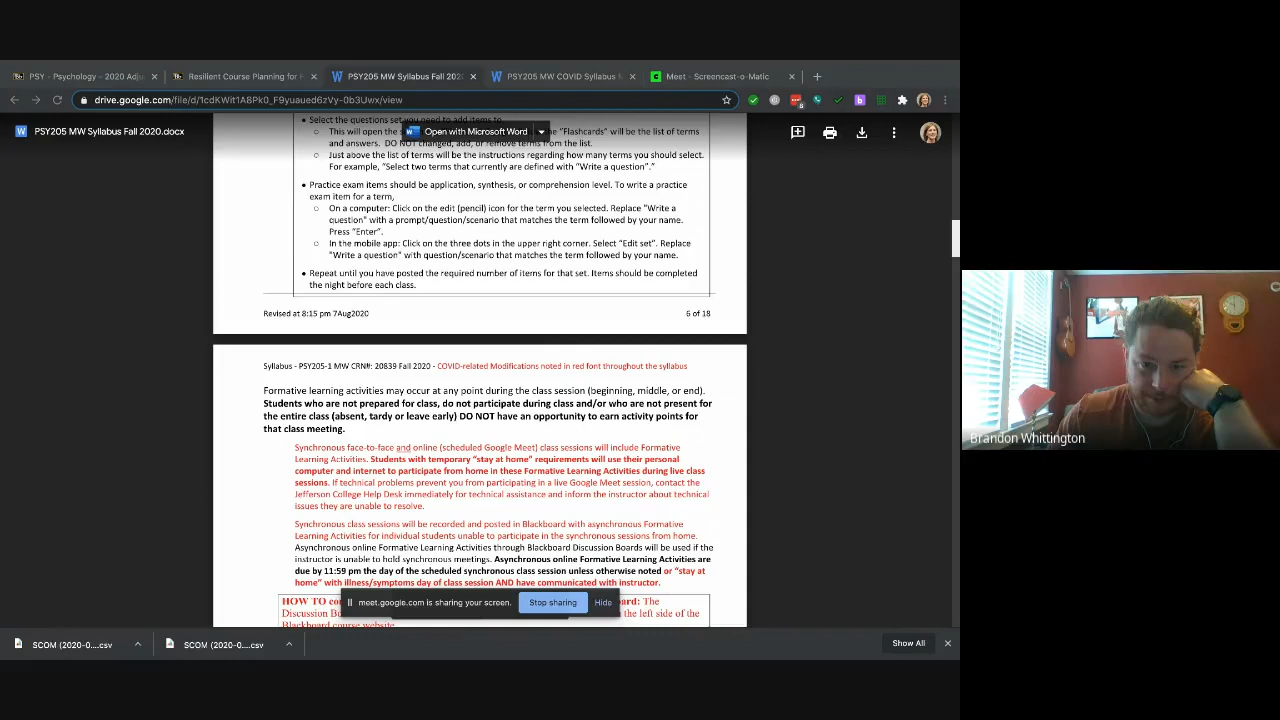 PSY - Psychology - 2020 Adju
Resilient Course Planning for F
PSY205 MW Syllabus Fall 202
PSY205 MW COVID Syllabus M
Meet - Screencast-o-Matic
drive.google.com/file/d/1cdKWit1A8Pk0_F9yuaued6zVy-0b3Uwx/view
PSY205 MW Syllabus Fall 2020.docx
Open with Microsoft Word
Select the questions set you need to add items to.
This will open the s the "Flashcards" will be the list of terms
and answers. DO NOT changed, add, or remove terms from the list.
Just above the list of terms will be the instructions regarding how many terms you should select.
For example, "Select two terms that currently are defined with "Write a question"."
Practice exam items should be application, synthesis, or comprehension level. To write a practice
exam item for a term,
On a computer: Click on the edit (pencil) icon for the term you selected. Replace "Write a
question" with a prompt/question/scenario that matches the term followed by your name.
Press "Enter".
In the mobile app: Click on the three dots in the upper right corner. Select "Edit set". Replace
"Write a question" with question/scenario that matches the term followed by your name.
Repeat until you have posted the required number of items for that set. Items should be completed
the night before each class.
Revised at 8:15 pm 7Aug2020 6 of 18
Syllabus - PSY205-1 MW CRN#: 20839 Fall 2020 - COVID-related Modifications noted in red font throughout the syllabus
Formative learning activities may occur at any point during the class session (beginning, middle, or end).
Students who are not prepared for class, do not participate during class and/or who are not present for
the entire class (absent, tardy or leave early) DO NOT have an opportunity to earn activity points for
that class meeting.
Synchronous face-to-face and online (scheduled Google Meet) class sessions will include Formative
Learning Activities. Students with temporary "stay at home" requirements will use their personal
computer and internet to participate from home in these Formative Learning Activities during live class
sessions. If technical problems prevent you from participating in a live Google Meet session, contact the
Jefferson College Help Desk immediately for technical assistance and inform the instructor about technical
issues they are unable to resolve.
Synchronous class sessions will be recorded and posted in Blackboard with asynchronous Formative
Learning Activities for individual students unable to participate in the synchronous sessions from home.
Asynchronous online Formative Learning Activities through Blackboard Discussion Boards will be used if the
instructor is unable to hold synchronous meetings. Asynchronous online Formative Learning Activities are
due by 11:59 pm the day of the scheduled synchronous class session unless otherwise noted or "stay at
home" with illness/symptoms day of class session AND have communicated with instructor.
HOW TO co ard: The
Discussion Bo n the left side of the
Blackboard course website
meet.google.com is sharing your screen.
Stop sharing
Hide
SCOM (2020-0....csv
SCOM (2020-0....csv
Show All
Brandon Whittington